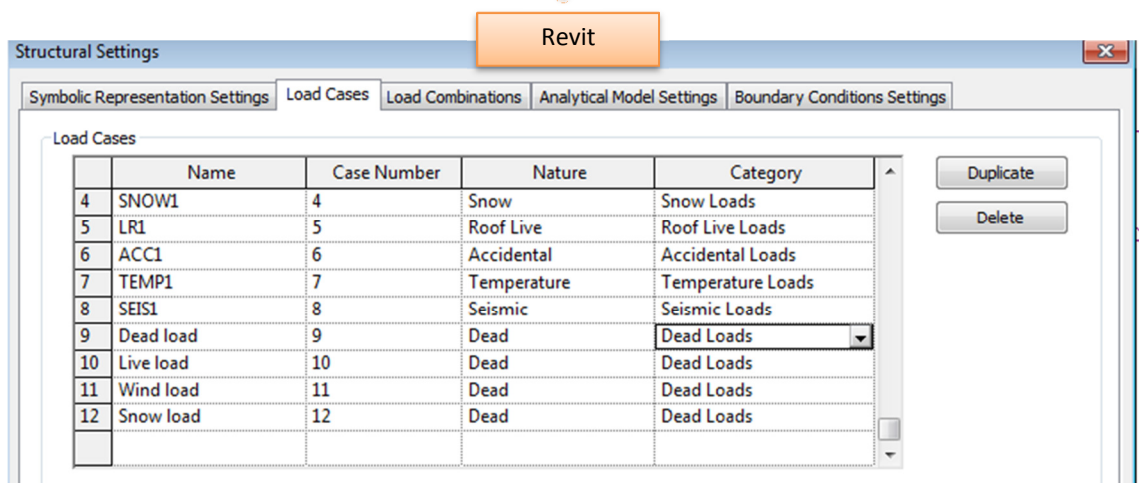 Revit
Structural Settings
Symbolic Representation Settings Load Cases Load Combinations Analytical Model Settings Boundary Conditions Settings
Load Cases
Name Case Number Nature Category
4 SNOW1 4 Snow Snow Loads
5 LR1 5 Roof Live Roof Live Loads
6 ACC1 6 Accidental Accidental Loads
7 TEMP1 7 Temperature Temperature Loads
8 SEIS1 8 Seismic Seismic Loads
9 Dead load 9 Dead Dead Loads
10 Live load 10 Dead Dead Loads
11 Wind load 11 Dead Dead Loads
12 Snow load 12 Dead Dead Loads
Duplicate
Delete